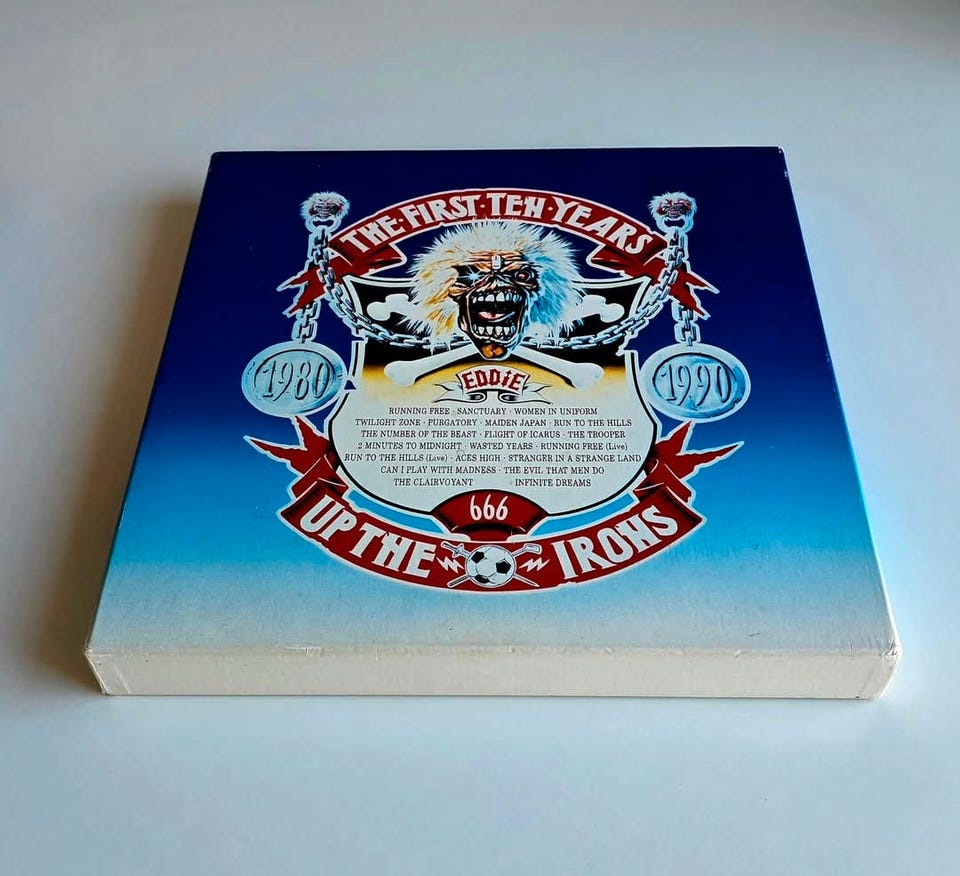 THE·FIRST·TEN·YEARS
1980
1990
EDDIE
RUNNING FREE · SANCTUARY · WOMEN IN UNIFORM
TWILIGHT ZONE · PURGATORY · MAIDEN JAPAN · RUN TO THE HILLS
THE NUMBER OF THE BEAST · FLIGHT OF ICARUS · THE TROOPER
2 MINUTES TO MIDNIGHT · WASTED YEARS · RUNNING FREE (Live)
RUN TO THE HILLS (Live) · ACES HIGH · STRANGER IN A STRANGE LAND
CAN I PLAY WITH MADNESS · THE EVIL THAT MEN DO
THE CLAIRVOYANT · INFINITE DREAMS
666
UP THE IRONS